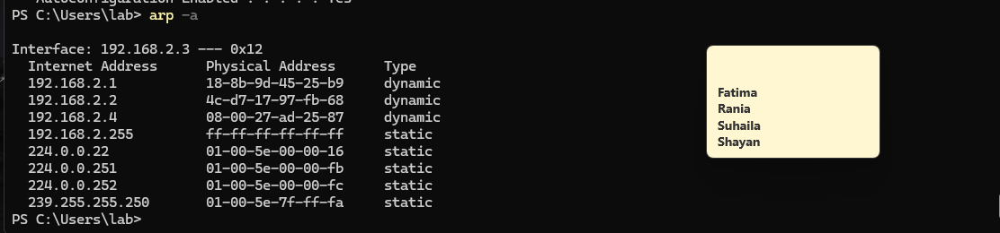 PS C:\Users\lab> arp -a
Interface: 192.168.2.3 --- 0x12
Internet Address Physical Address Type
192.168.2.1 18-8b-9d-45-25-b9 dynamic
192.168.2.2 4c-d7-17-97-fb-68 dynamic
192.168.2.4 08-00-27-ad-25-87 dynamic
192.168.2.255 ff-ff-ff-ff-ff-ff static
224.0.0.22 01-00-5e-00-00-16 static
224.0.0.251 01-00-5e-00-00-fb static
224.0.0.252 01-00-5e-00-00-fc static
239.255.255.250 01-00-5e-7f-ff-fa static
PS C:\Users\lab>
Fatima
Rania
Suhaila
Shayan